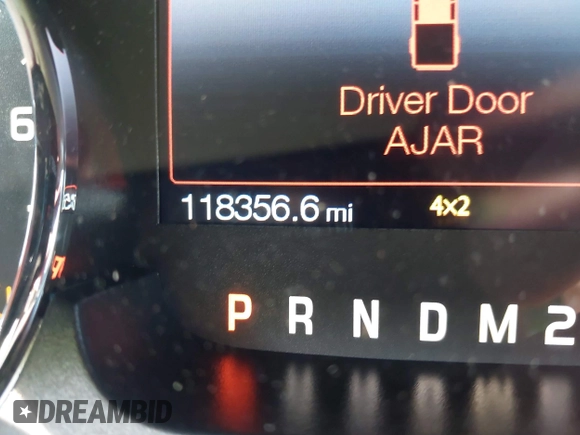 Driver Door
AJAR
6
118356.6 mi 4x2
P R N D M 2
DREAMBID